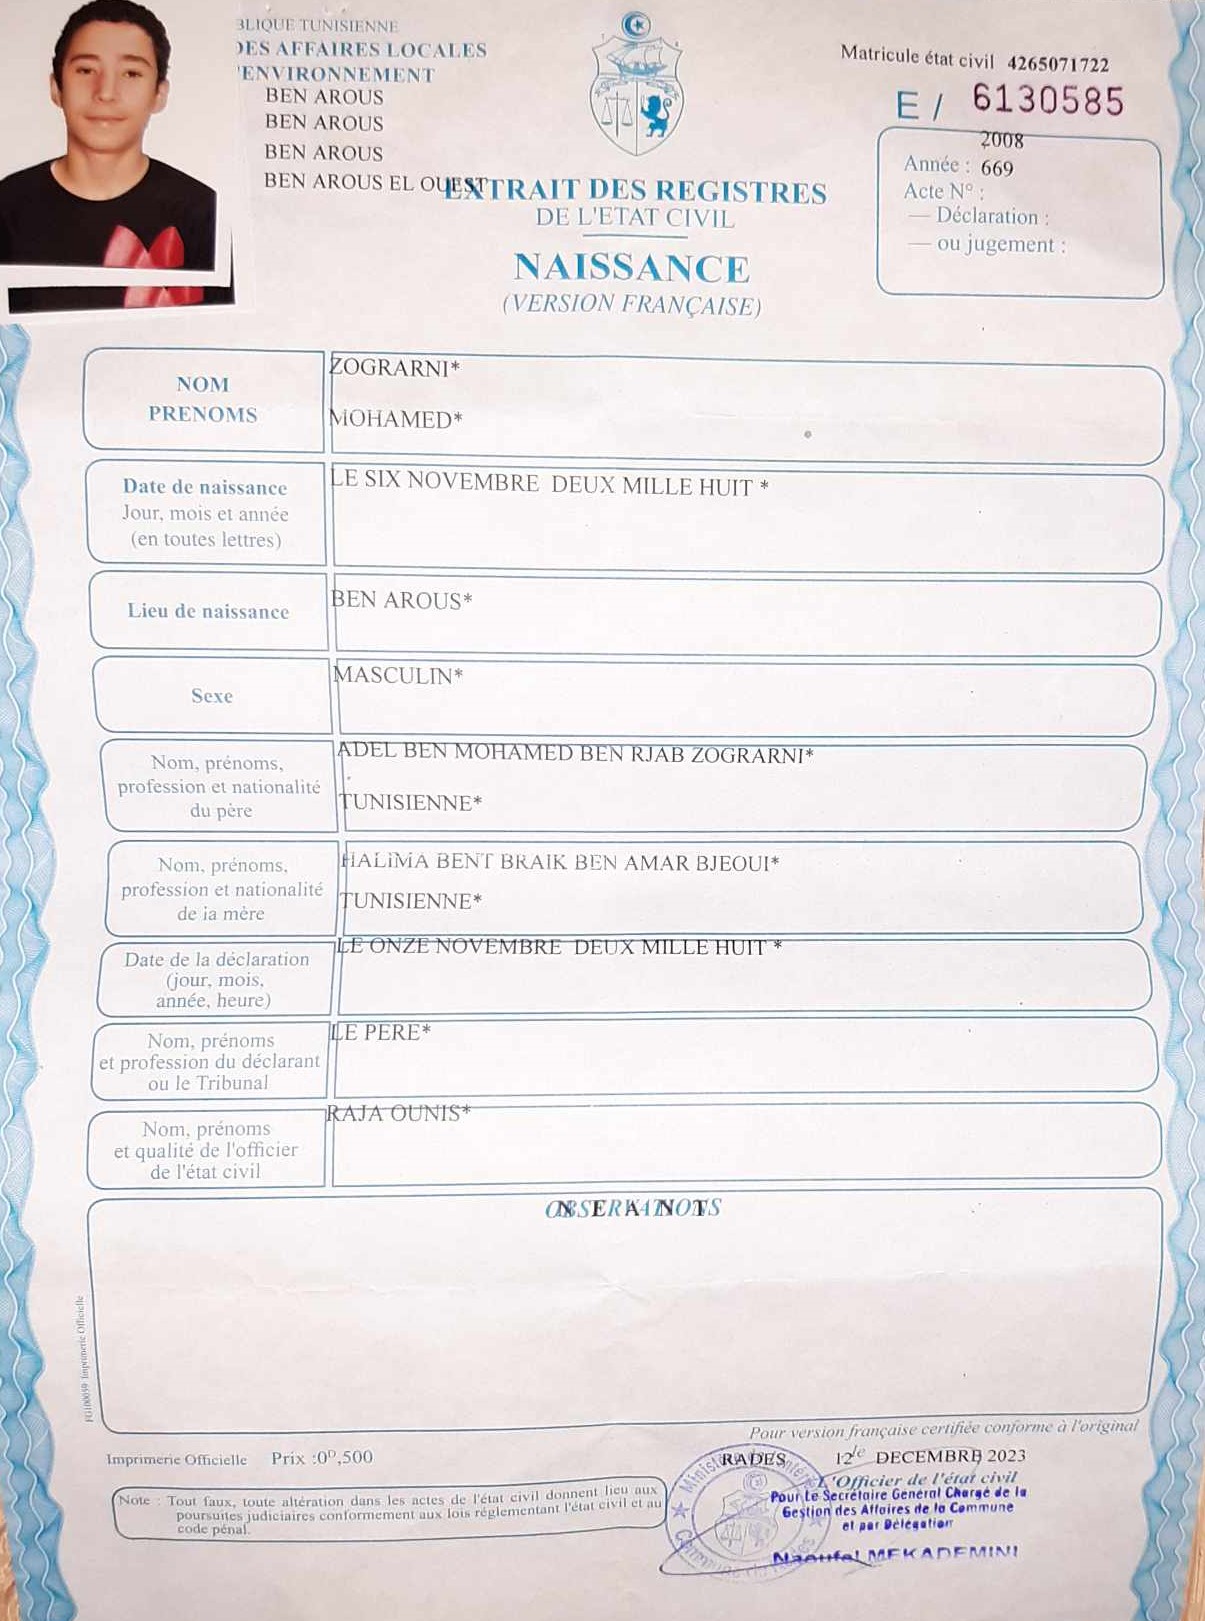 BLIQUE TUNISIENNE
DES AFFAIRES LOCALES
'ENVIRONNEMENT
BEN AROUS
BEN AROUS
BEN AROUS
BEN AROUS EL OUEST
Matricule état civil 4265071722
E / 6130585
2008
Année : 669
Acte N° :
— Déclaration :
— ou jugement :
EXTRAIT DES REGISTRES
DE L'ETAT CIVIL
NAISSANCE
(VERSION FRANÇAISE)
NOM
PRENOMS
ZOGRARNI*
MOHAMED*
Date de naissance
Jour, mois et année
(en toutes lettres)
LE SIX NOVEMBRE DEUX MILLE HUIT *
Lieu de naissance
BEN AROUS*
Sexe
MASCULIN*
Nom, prénoms,
profession et nationalité
du père
ADEL BEN MOHAMED BEN RJAB ZOGRARNI*
TUNISIENNE*
Nom, prénoms,
profession et nationalité
de la mère
HALIMA BENT BRAIK BEN AMAR BJEOUI*
TUNISIENNE*
Date de la déclaration
(jour, mois,
année, heure)
LE ONZE NOVEMBRE DEUX MILLE HUIT *
Nom, prénoms
et profession du déclarant
ou le Tribunal
LE PERE*
Nom, prénoms
et qualité de l'officier
de l'état civil
RAJA OUNIS*
OBSERVATIONS
FG100059 Imprimerie Officielle
Pour version française certifiée conforme à l'original
Imprimerie Officielle Prix :0ᴰ,500
RADES 12 le DECEMBRE 2023
L'Officier de l'état civil
Pour Le Secrétaire Général Chargé de la
Gestion des Affaires de la Commune
et par Délégation
Naoufel MEKADEMINI
Note : Tout faux, toute altération dans les actes de l'état civil donnent lieu aux
poursuites judiciaires conformement aux lois réglementant l'état civil et au
code pénal.